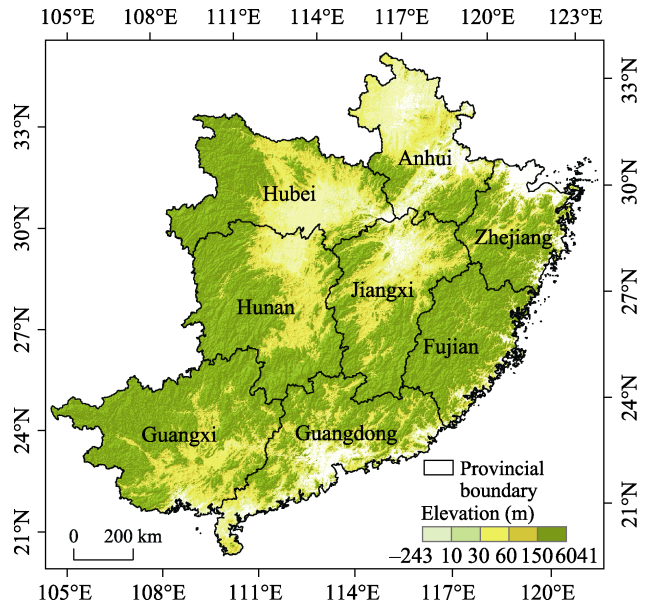 105°E 108°E 111°E 114°E 117°E 120°E 123°E
33°N
30°N
27°N
24°N
21°N
33°N
30°N
27°N
24°N
21°N
Anhui
Hubei
Zhejiang
Jiangxi
Hunan
Fujian
Guangxi
Guangdong
Provincial
boundary
Elevation (m)
−243 10 30 60 150 6041
0 200 km
105°E 108°E 111°E 114°E 117°E 120°E